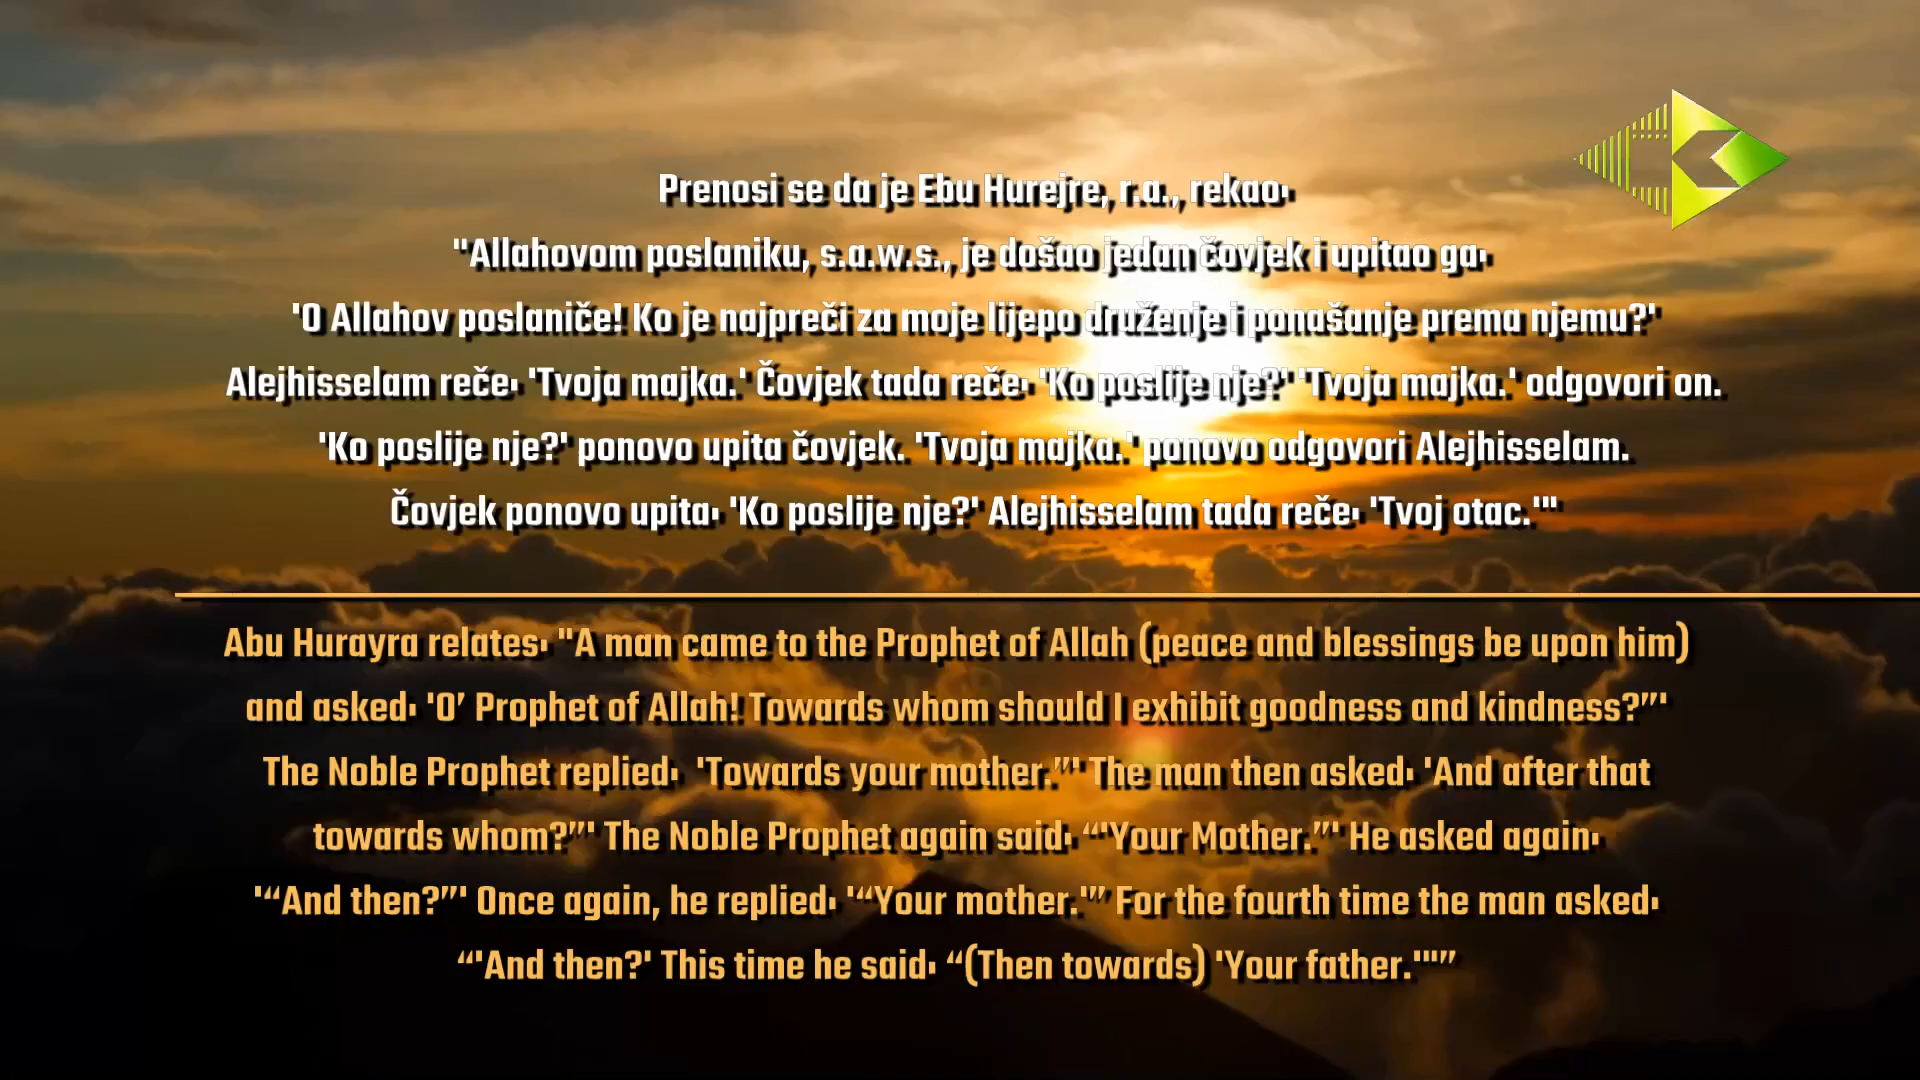 Prenosi se da je Ebu Hurejre, r.a., rekao:
"Allahovom poslaniku, s.a.w.s., je došao jedan čovjek i upitao ga:
'O Allahov poslaniče! Ko je najpreči za moje lijepo druženje i ponašanje prema njemu?'
Alejhisselam reče: 'Tvoja majka.' Čovjek tada reče: 'Ko poslije nje?' 'Tvoja majka.' odgovori on.
'Ko poslije nje?' ponovo upita čovjek. 'Tvoja majka.' ponovo odgovori Alejhisselam.
Čovjek ponovo upita: 'Ko poslije nje?' Alejhisselam tada reče: 'Tvoj otac.'"
Abu Hurayra relates: "A man came to the Prophet of Allah (peace and blessings be upon him)
and asked: 'O’ Prophet of Allah! Towards whom should I exhibit goodness and kindness?”'
The Noble Prophet replied:  'Towards your mother.”' The man then asked: 'And after that
towards whom?”' The Noble Prophet again said: “'Your Mother.”' He asked again:
'“And then?”' Once again, he replied: '“Your mother.'” For the fourth time the man asked:
“'And then?' This time he said: “(Then towards) 'Your father.'"”